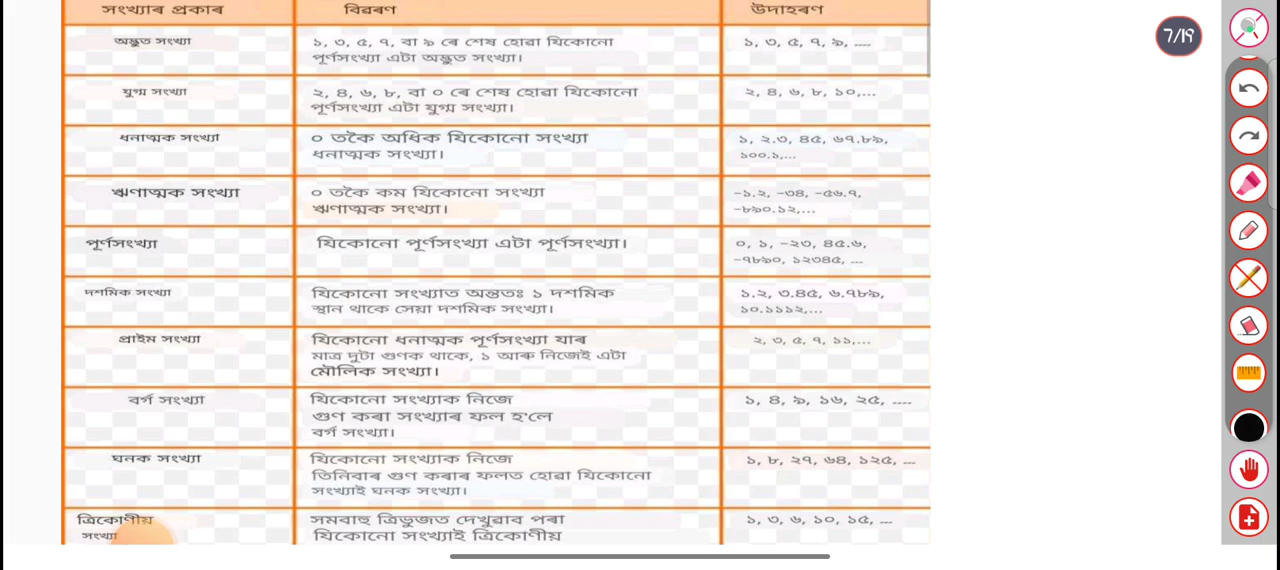 সংখ্যাৰ প্ৰকাৰ
বিৱৰণ
উদাহৰণ
7/19
অদ্ভুত সংখ্যা
১, ৩, ৫, ৭, বা ৯ ৰে শেষ হোৱা যিকোনো
পূৰ্ণসংখ্যা এটা অদ্ভুত সংখ্যা।
১, ৩, ৫, ৭, ৯, ....
যুগ্ম সংখ্যা
২, ৪, ৬, ৮, বা ০ ৰে শেষ হোৱা যিকোনো
পূৰ্ণসংখ্যা এটা যুগ্ম সংখ্যা।
২, ৪, ৬, ৮, ১০,...
ধনাত্মক সংখ্যা
০ তকৈ অধিক যিকোনো সংখ্যা
ধনাত্মক সংখ্যা।
১, ২.৩, ৪৫, ৬৭.৮৯,
১০০.১,...
ঋণাত্মক সংখ্যা
০ তকৈ কম যিকোনো সংখ্যা
ঋণাত্মক সংখ্যা।
-১.২, -৩৪, -৫৬.৭,
-৮৯০.১২,...
পূৰ্ণসংখ্যা
যিকোনো পূৰ্ণসংখ্যা এটা পূৰ্ণসংখ্যা।
০, ১, -২৩, ৪৫.৬,
-৭৮৯০, ১২৩৪৫, ...
দশমিক সংখ্যা
যিকোনো সংখ্যাত অন্ততঃ ১ দশমিক
স্থান থাকে সেয়া দশমিক সংখ্যা।
১.২, ৩.৪৫, ৬.৭৮৯,
১০.১১১২,...
প্ৰাইম সংখ্যা
যিকোনো ধনাত্মক পূৰ্ণসংখ্যা যাৰ
মাত্ৰ দুটা গুণক থাকে, ১ আৰু নিজেই এটা
মৌলিক সংখ্যা।
২, ৩, ৫, ৭, ১১,...
বৰ্গ সংখ্যা
যিকোনো সংখ্যাক নিজে
গুণ কৰা সংখ্যাৰ ফল হ'লে
বৰ্গ সংখ্যা।
১, ৪, ৯, ১৬, ২৫, ....
ঘনক সংখ্যা
যিকোনো সংখ্যাক নিজে
তিনিবাৰ গুণ কৰাৰ ফলত হোৱা যিকোনো
সংখ্যাই ঘনক সংখ্যা।
১, ৮, ২৭, ৬৪, ১২৫, ...
ত্ৰিকোণীয়
সংখ্যা
সমবাহু ত্ৰিভুজত দেখুৱাব পৰা
যিকোনো সংখ্যাই ত্ৰিকোণীয়
১, ৩, ৬, ১০, ১৫, ...